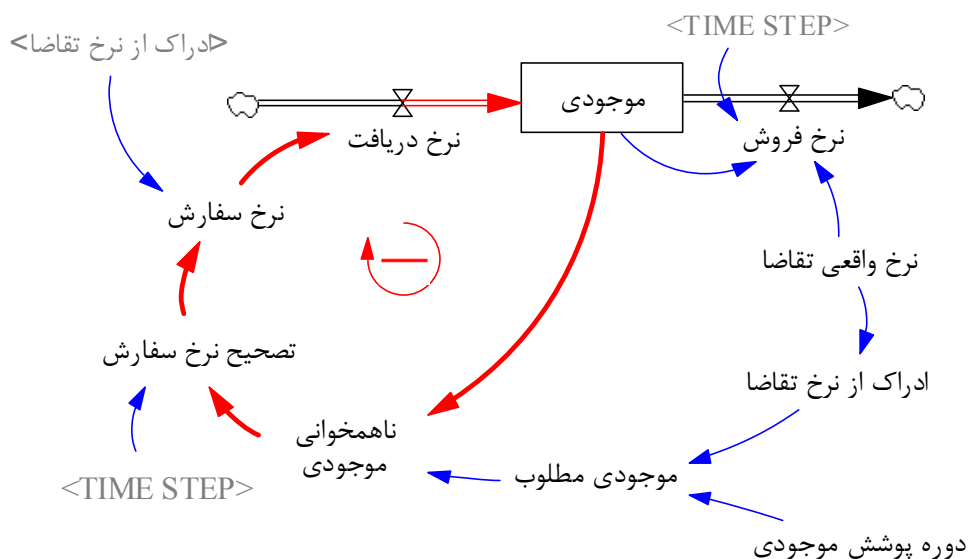 <TIME STEP>
<ادراک از نرخ تقاضا>
موجودی
نرخ دریافت
نرخ فروش
نرخ سفارش
نرخ واقعی تقاضا
تصحیح نرخ سفارش
ادراک از نرخ تقاضا
ناهمخوانی
موجودی
موجودی مطلوب
<TIME STEP>
دوره پوشش موجودی